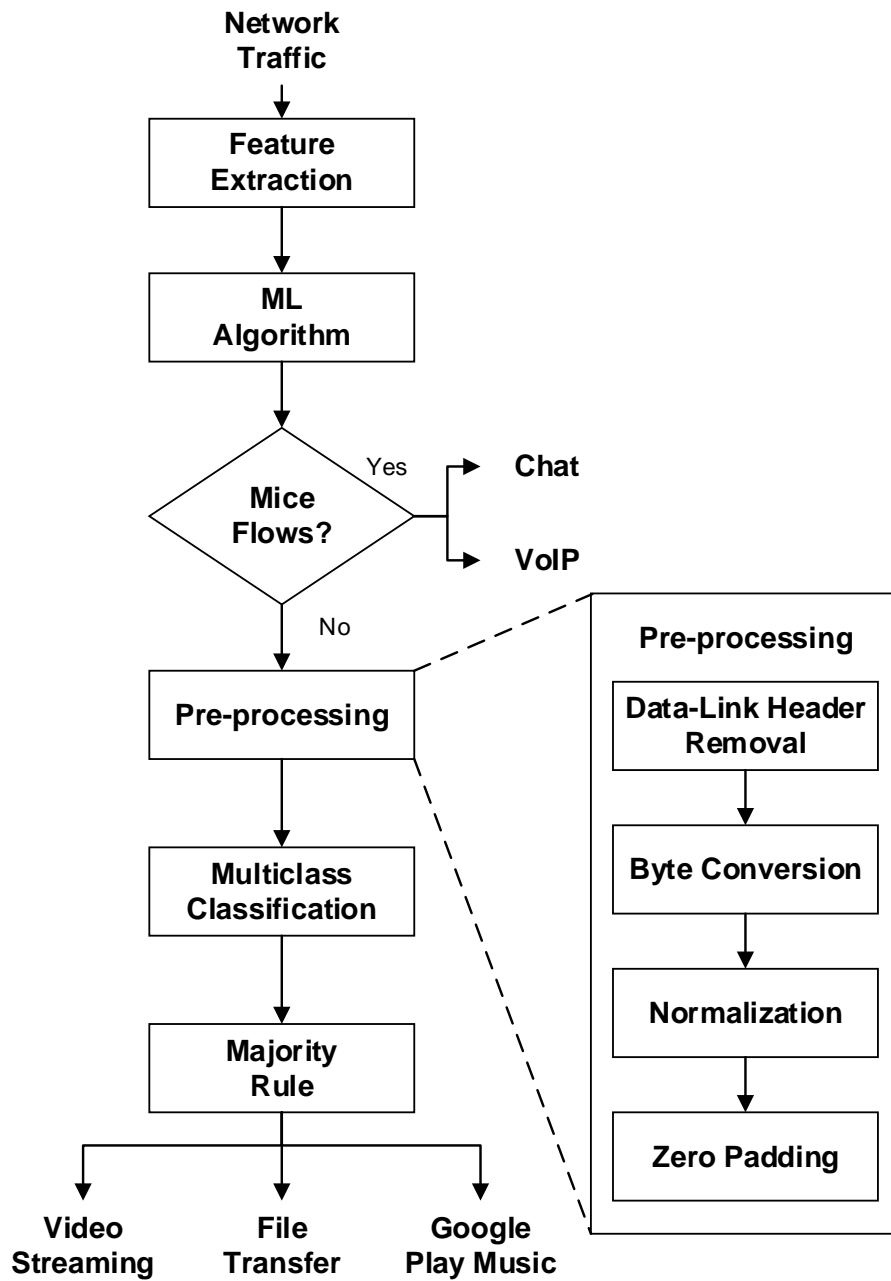 Network
Traffic
Feature
Extraction
ML
Algorithm
Mice
Flows?
Yes
Chat
VoIP
No
Pre-processing
Multiclass
Classification
Majority
Rule
Video
Streaming
File
Transfer
Google
Play Music
Pre-processing
Data-Link Header
Removal
Byte Conversion
Normalization
Zero Padding